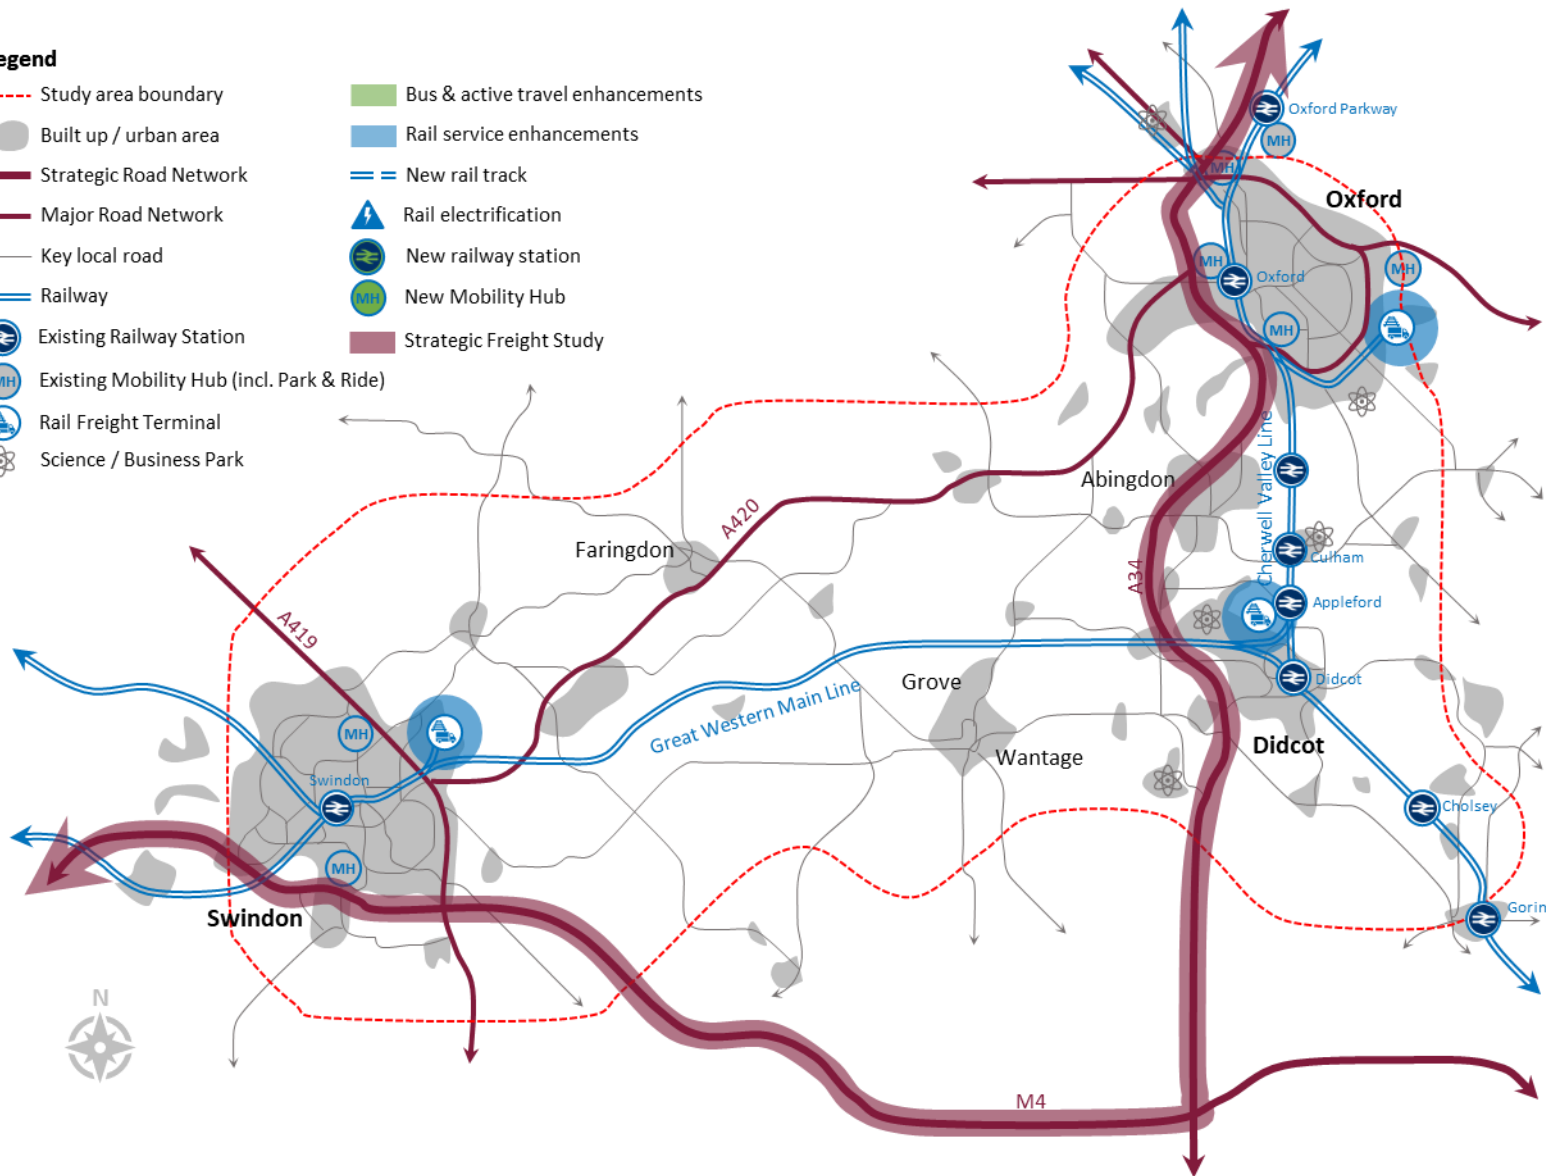 egend
Study area boundary
Built up / urban area
Strategic Road Network
Major Road Network
Key local road
Railway
Existing Railway Station
MH Existing Mobility Hub (incl. Park & Ride)
Rail Freight Terminal
Science / Business Park
Bus & active travel enhancements
Rail service enhancements
New rail track
Rail electrification
New railway station
MH New Mobility Hub
Strategic Freight Study
Oxford Parkway
MH
MH
Oxford
MH
Oxford
MH
MH
Cherwell Valley Line
Abingdon
A420
Faringdon
A34
Culham
Appleford
A419
Didcot
Grove
Great Western Main Line
MH
Wantage
Didcot
Swindon
Cholsey
MH
Swindon
Gorin
N
M4